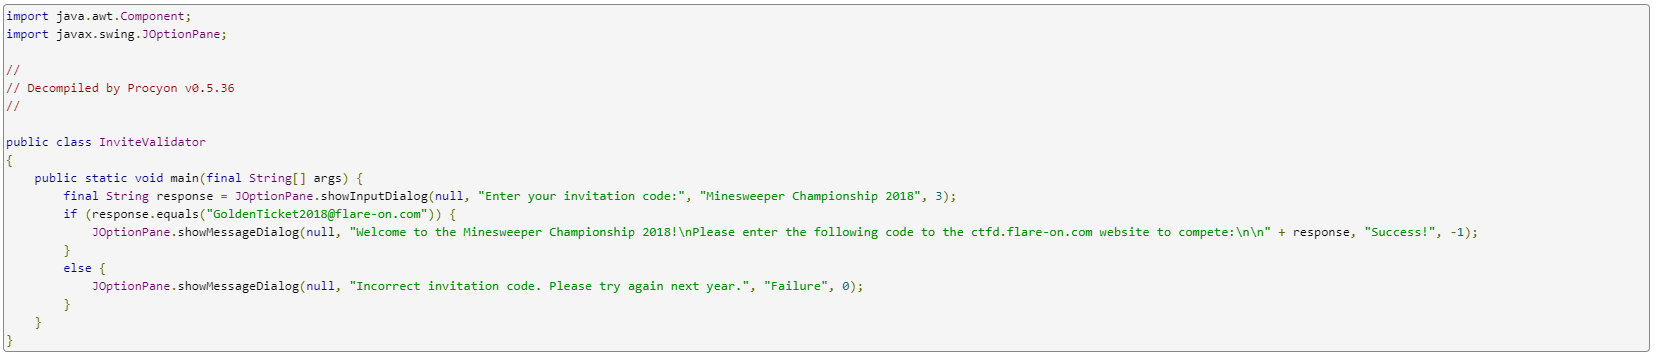 import java.awt.Component;
import javax.swing.JOptionPane;

//
// Decompiled by Procyon v0.5.36
//

public class InviteValidator
{
    public static void main(final String[] args) {
        final String response = JOptionPane.showInputDialog(null, "Enter your invitation code:", "Minesweeper Championship 2018", 3);
        if (response.equals("GoldenTicket2018@flare-on.com")) {
            JOptionPane.showMessageDialog(null, "Welcome to the Minesweeper Championship 2018!\nPlease enter the following code to the ctfd.flare-on.com website to compete:\n\n" + response, "Success!", -1);
        }
        else {
            JOptionPane.showMessageDialog(null, "Incorrect invitation code. Please try again next year.", "Failure", 0);
        }
    }
}